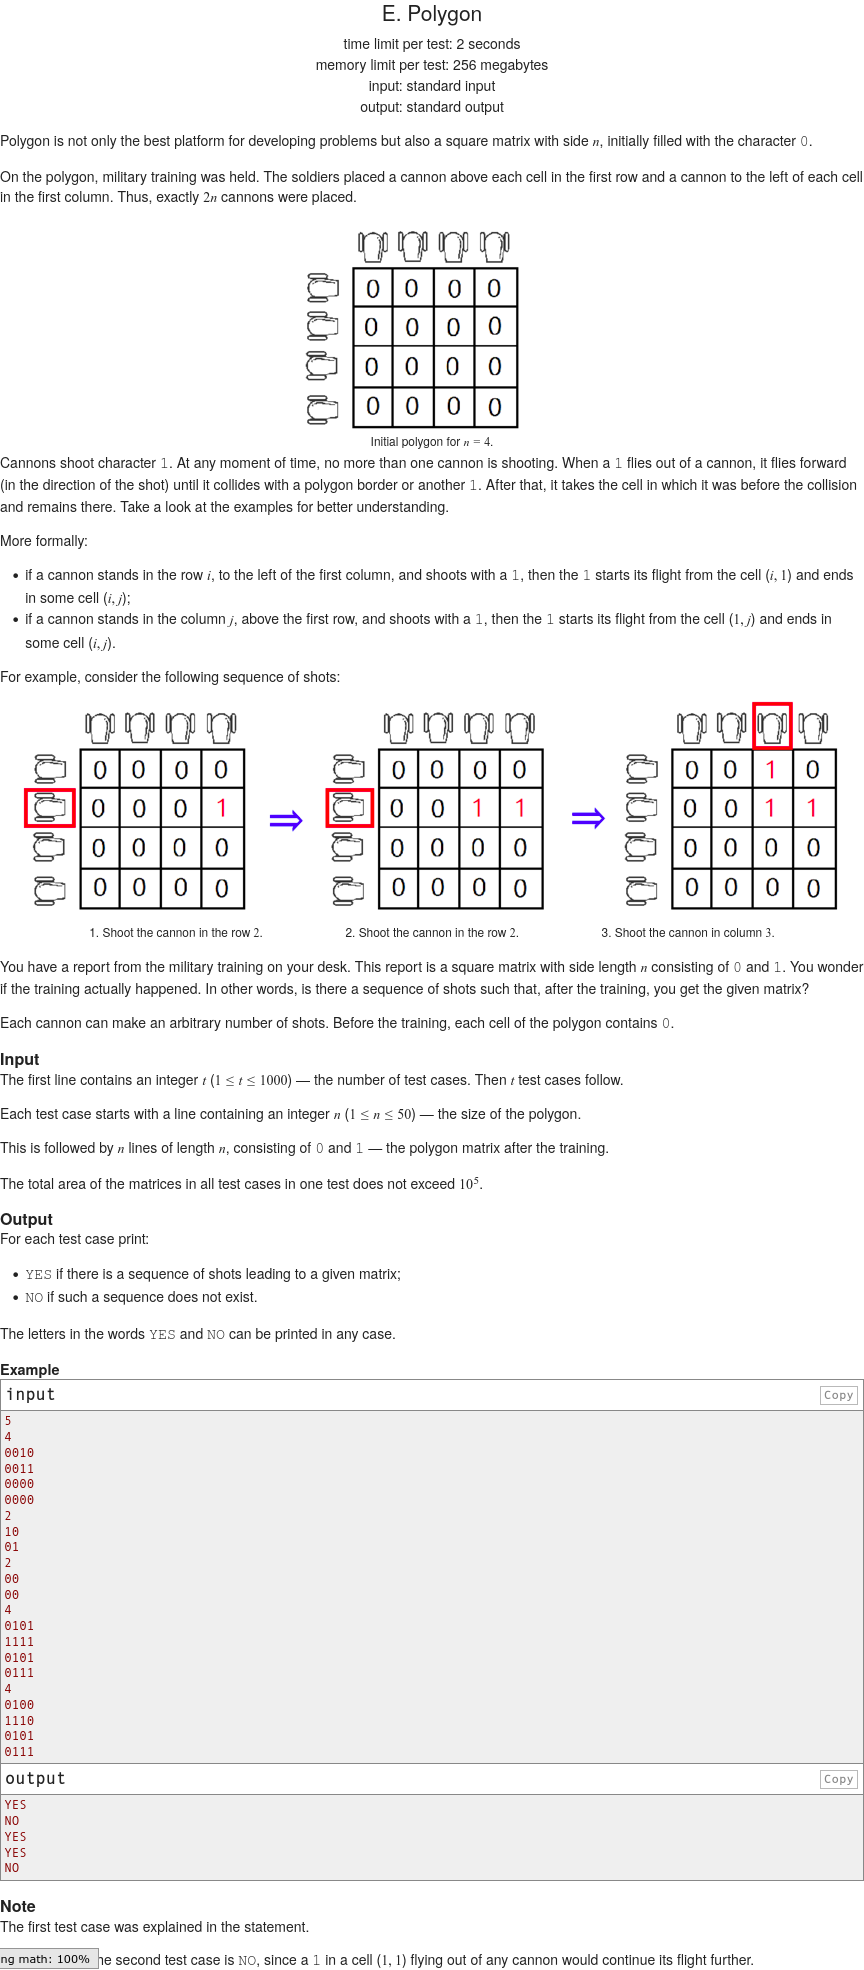 E. Polygon
time limit per test: 2 seconds
memory limit per test: 256 megabytes
input: standard input
output: standard output
Polygon is not only the best platform for developing problems but also a square matrix with side n, initially filled with the character 0.
On the polygon, military training was held. The soldiers placed a cannon above each cell in the first row and a cannon to the left of each cell
in the first column. Thus, exactly 2n cannons were placed.
0 0 0 0
0 0 0 0
0 0 0 0
0 0 0 0
Initial polygon for n = 4.
Cannons shoot character 1. At any moment of time, no more than one cannon is shooting. When a 1 flies out of a cannon, it flies forward
(in the direction of the shot) until it collides with a polygon border or another 1. After that, it takes the cell in which it was before the collision
and remains there. Take a look at the examples for better understanding.
More formally:
• if a cannon stands in the row i, to the left of the first column, and shoots with a 1, then the 1 starts its flight from the cell (i, 1) and ends
in some cell (i, j);
• if a cannon stands in the column j, above the first row, and shoots with a 1, then the 1 starts its flight from the cell (1, j) and ends in
some cell (i, j).
For example, consider the following sequence of shots:
0 0 0 0 0 0 0 0 0 0 1 0
0 0 0 1 ⇒ 0 0 1 1 ⇒ 0 0 1 1
0 0 0 0 0 0 0 0 0 0 0 0
0 0 0 0 0 0 0 0 0 0 0 0
1. Shoot the cannon in the row 2. 2. Shoot the cannon in the row 2. 3. Shoot the cannon in column 3.
You have a report from the military training on your desk. This report is a square matrix with side length n consisting of 0 and 1. You wonder
if the training actually happened. In other words, is there a sequence of shots such that, after the training, you get the given matrix?
Each cannon can make an arbitrary number of shots. Before the training, each cell of the polygon contains 0.
Input
The first line contains an integer t (1 ≤ t ≤ 1000) — the number of test cases. Then t test cases follow.
Each test case starts with a line containing an integer n (1 ≤ n ≤ 50) — the size of the polygon.
This is followed by n lines of length n, consisting of 0 and 1 — the polygon matrix after the training.
The total area of the matrices in all test cases in one test does not exceed 10⁵.
Output
For each test case print:
• YES if there is a sequence of shots leading to a given matrix;
• NO if such a sequence does not exist.
The letters in the words YES and NO can be printed in any case.
Example
input Copy
5
4
0010
0011
0000
0000
2
10
01
2
00
00
4
0101
1111
0101
0111
4
0100
1110
0101
0111
output Copy
YES
NO
YES
YES
NO
Note
The first test case was explained in the statement.
ng math: 100% he second test case is NO, since a 1 in a cell (1, 1) flying out of any cannon would continue its flight further.